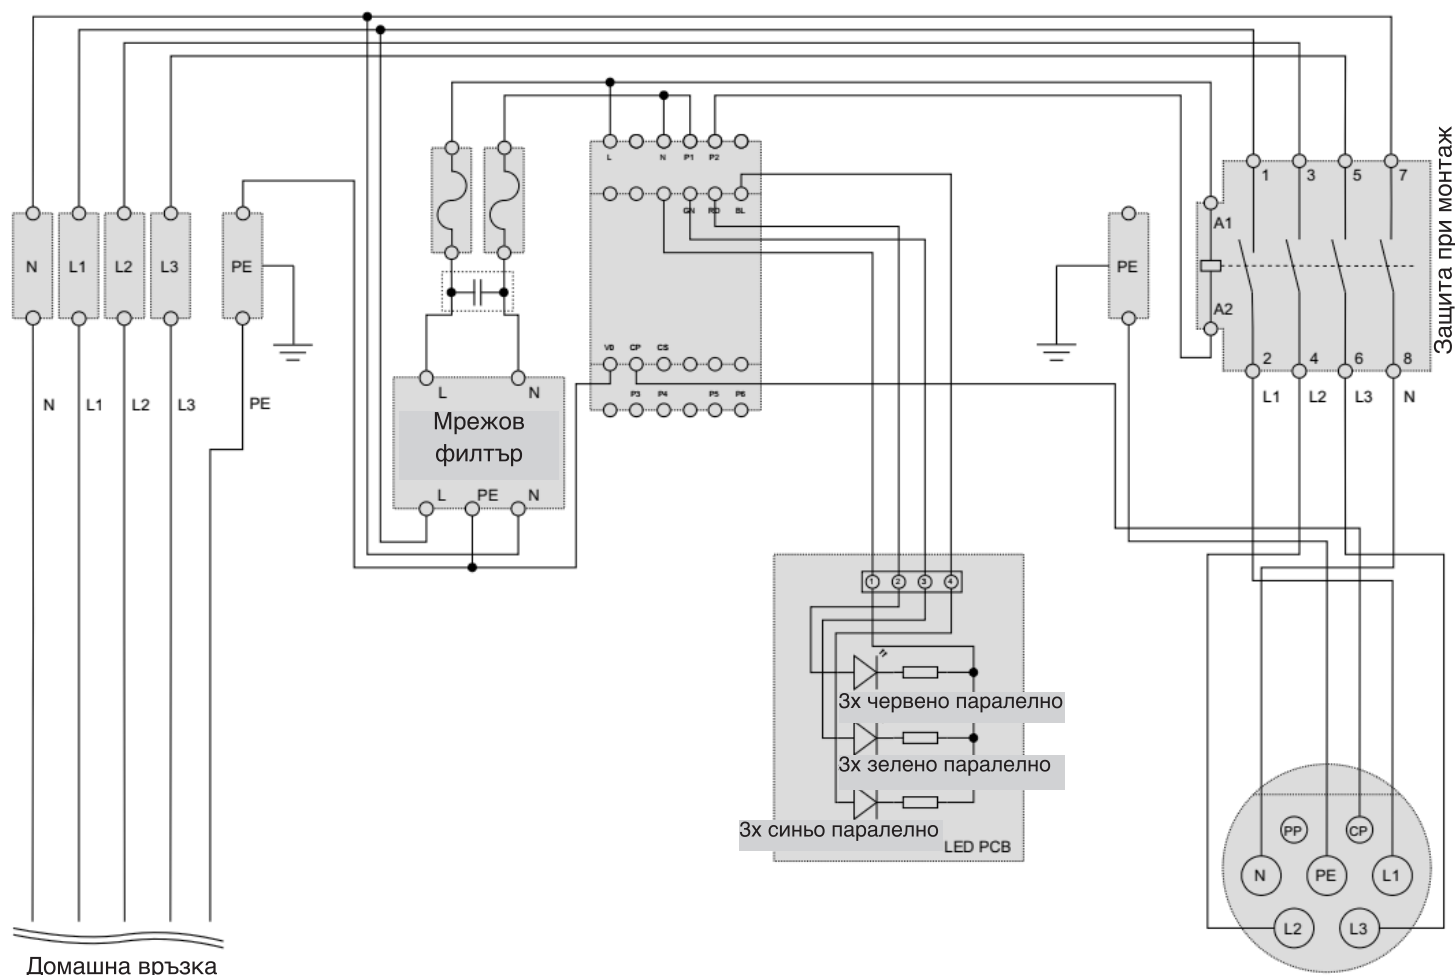 L N P1 P2
GN RD BL
1 3 5 7
A1
A2
2 4 6 8
L1 L2 L3 N
Защита при монтаж
N L1 L2 L3 PE
PE
N L1 L2 L3 PE
V0 CP CS
P3 P4 P5 P6
L N
Мрежов
филтър
L PE N
1 2 3 4
3x червено паралелно
3x зелено паралелно
3x синьо паралелно
LED PCB
PP CP
N PE L1
L2 L3
Домашна връзка